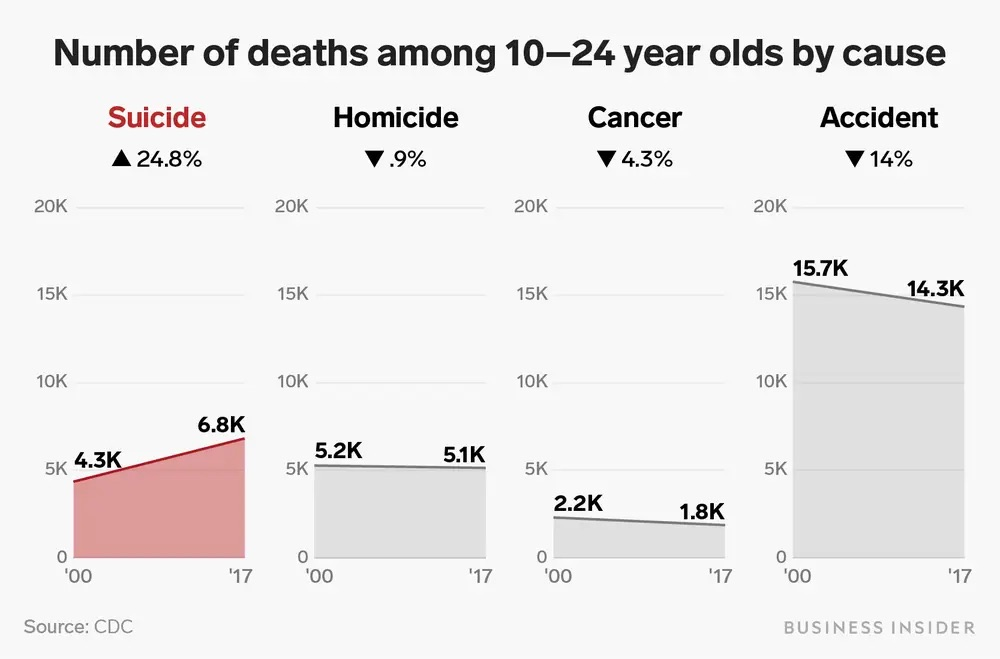 Number of deaths among 10–24 year olds by cause
Suicide
▲ 24.8%
20K
15K
10K
5K
0
4.3K
6.8K
'00 '17
Homicide
▼ .9%
20K
15K
10K
5K
0
5.2K
5.1K
'00 '17
Cancer
▼ 4.3%
20K
15K
10K
5K
0
2.2K
1.8K
'00 '17
Accident
▼ 14%
20K
15K
10K
5K
0
15.7K
14.3K
'00 '17
Source: CDC
BUSINESS INSIDER